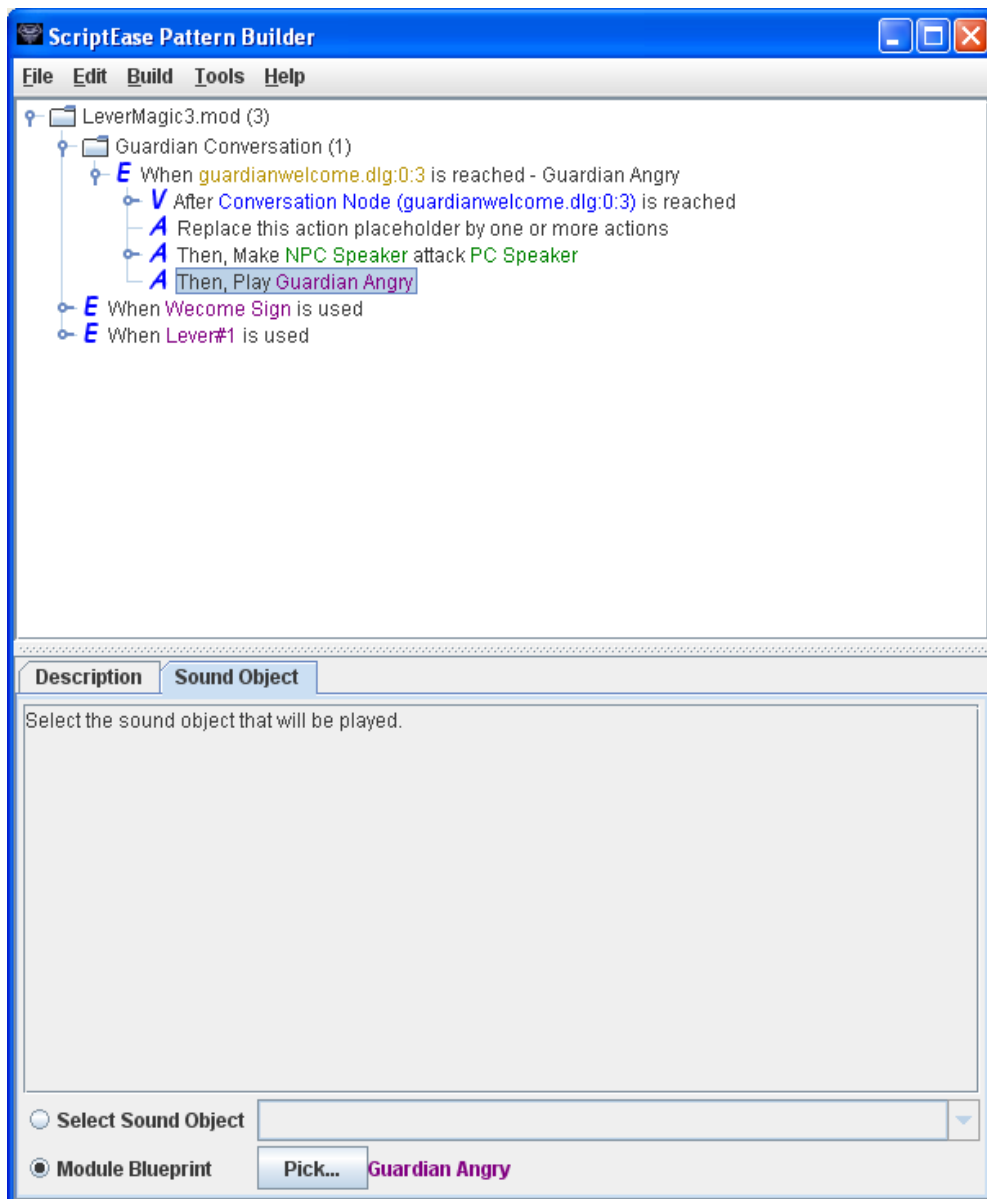 ScriptEase Pattern Builder
File Edit Build Tools Help
LeverMagic3.mod (3)
Guardian Conversation (1)
E When guardianwelcome.dlg:0:3 is reached - Guardian Angry
V After Conversation Node (guardianwelcome.dlg:0:3) is reached
A Replace this action placeholder by one or more actions
A Then, Make NPC Speaker attack PC Speaker
A Then, Play Guardian Angry
E When Wecome Sign is used
E When Lever#1 is used
Description Sound Object
Select the sound object that will be played.
Select Sound Object
Module Blueprint Pick... Guardian Angry